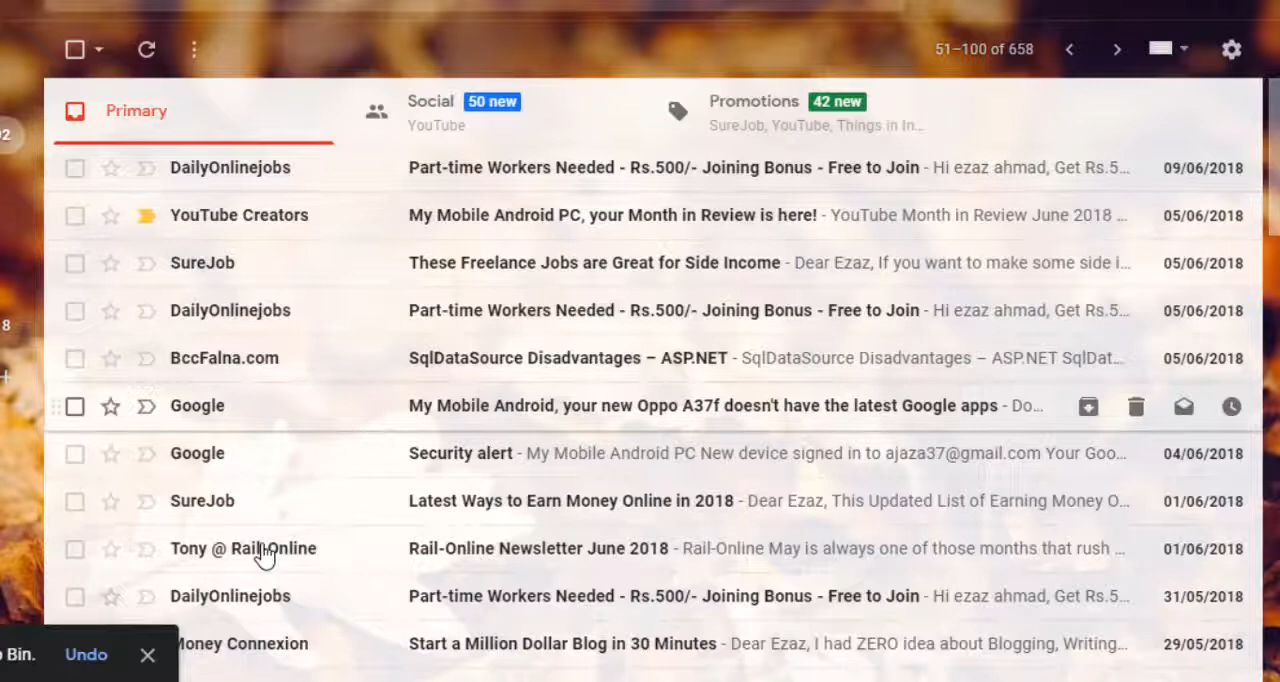 51–100 of 658
Primary
Social 50 new
YouTube
Promotions 42 new
SureJob, YouTube, Things in In…
DailyOnlinejobs Part-time Workers Needed - Rs.500/- Joining Bonus - Free to Join - Hi ezaz ahmad, Get Rs.5… 09/06/2018
YouTube Creators My Mobile Android PC, your Month in Review is here! - YouTube Month in Review June 2018 … 05/06/2018
SureJob These Freelance Jobs are Great for Side Income - Dear Ezaz, If you want to make some side i… 05/06/2018
DailyOnlinejobs Part-time Workers Needed - Rs.500/- Joining Bonus - Free to Join - Hi ezaz ahmad, Get Rs.5… 05/06/2018
8
BccFalna.com SqlDataSource Disadvantages – ASP.NET - SqlDataSource Disadvantages – ASP.NET SqlDat… 05/06/2018
Google My Mobile Android, your new Oppo A37f doesn't have the latest Google apps - Do…
Google Security alert - My Mobile Android PC New device signed in to ajaza37@gmail.com Your Goo… 04/06/2018
SureJob Latest Ways to Earn Money Online in 2018 - Dear Ezaz, This Updated List of Earning Money O… 01/06/2018
Tony @ Rail-Online Rail-Online Newsletter June 2018 - Rail-Online May is always one of those months that rush … 01/06/2018
DailyOnlinejobs Part-time Workers Needed - Rs.500/- Joining Bonus - Free to Join - Hi ezaz ahmad, Get Rs.5… 31/05/2018
Money Connexion Start a Million Dollar Blog in 30 Minutes - Dear Ezaz, I had ZERO idea about Blogging, Writing… 29/05/2018
Bin. Undo